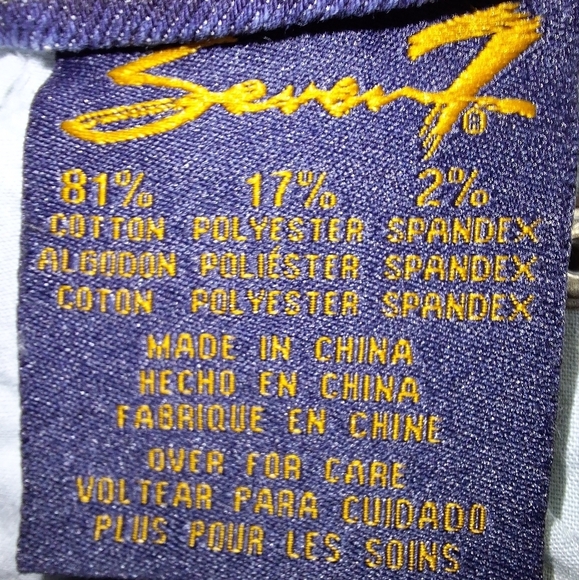 Seven7®
81% 17% 2%
COTTON POLYESTER SPANDEX
ALGODON POLIÉSTER SPANDEX
COTON POLYESTER SPANDEX
MADE IN CHINA
HECHO EN CHINA
FABRIQUE EN CHINE
OVER FOR CARE
VOLTEAR PARA CUIDADO
PLUS POUR LES SOINS